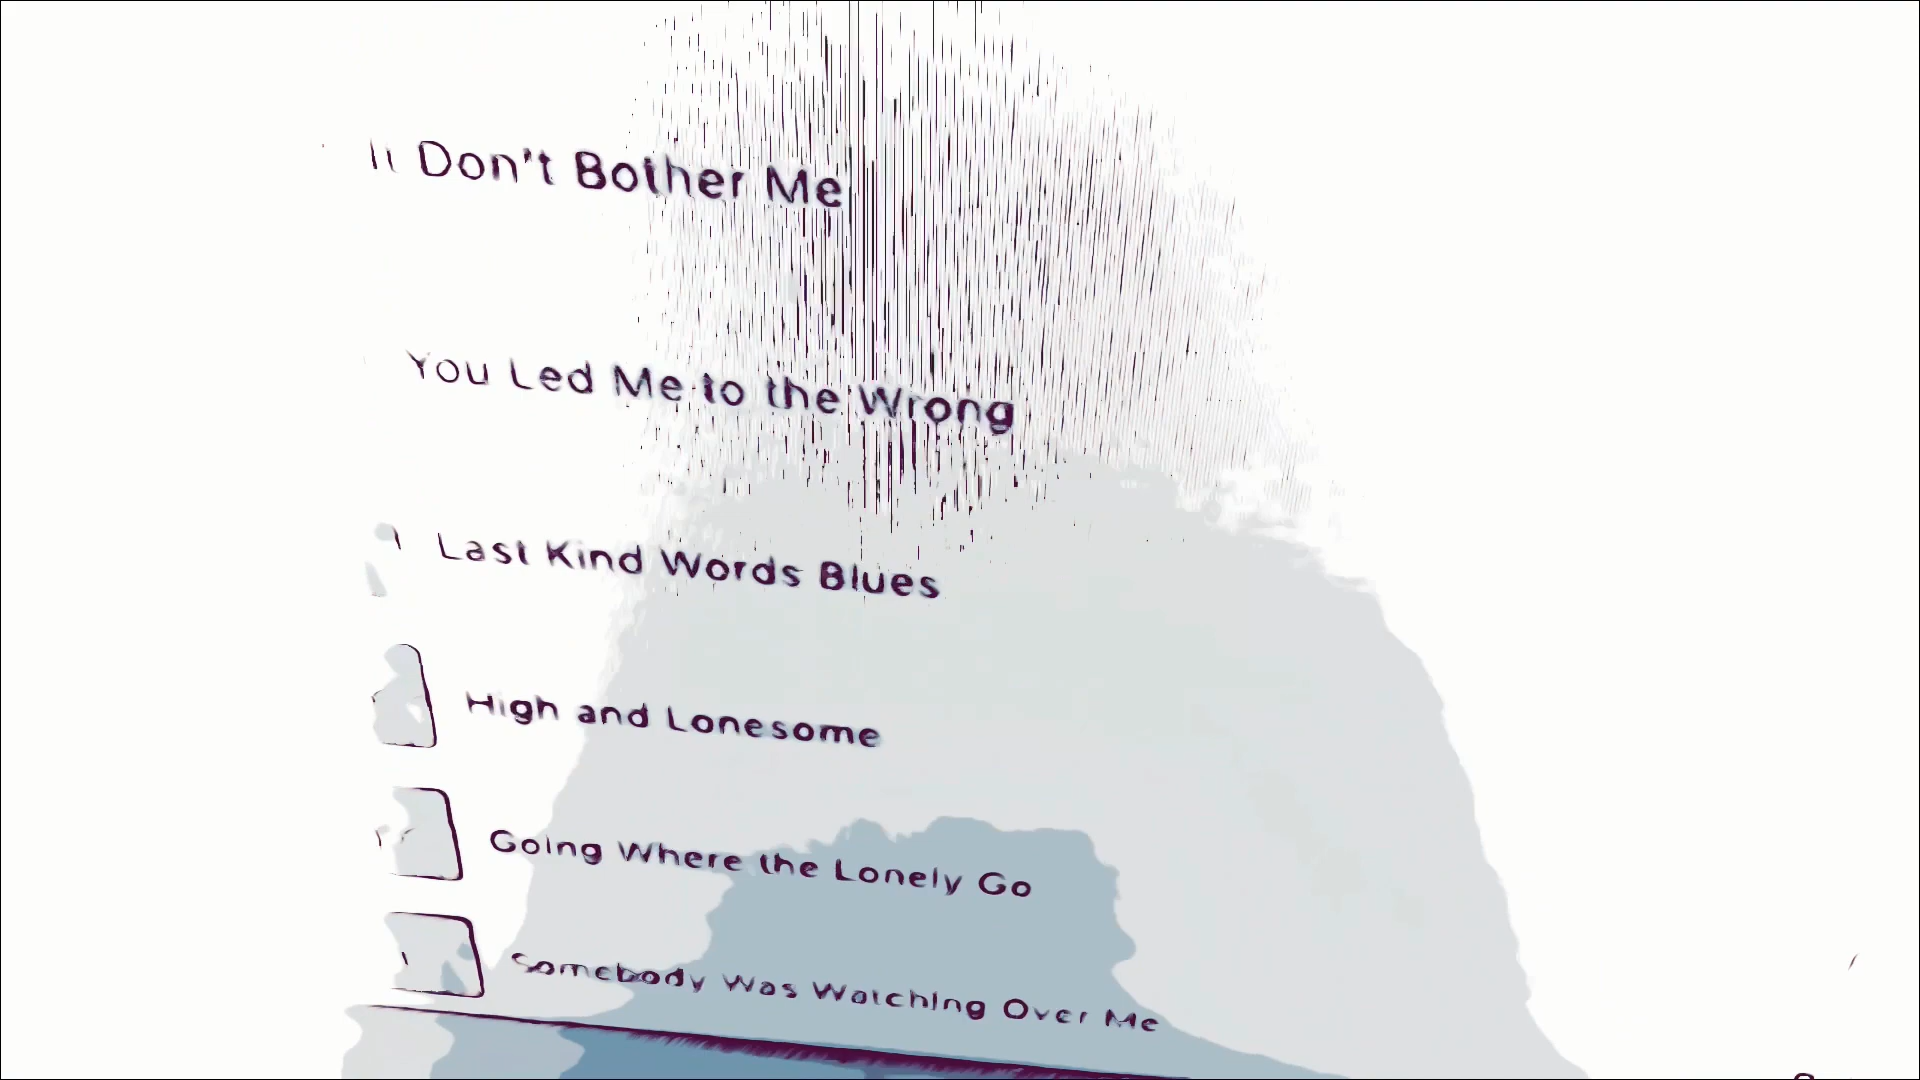 Don't Bother Me
You Led Me to the Wrong
Last Kind Words Blues
High and Lonesome
Going Where the Lonely Go
Somebody Was Watching Over Me